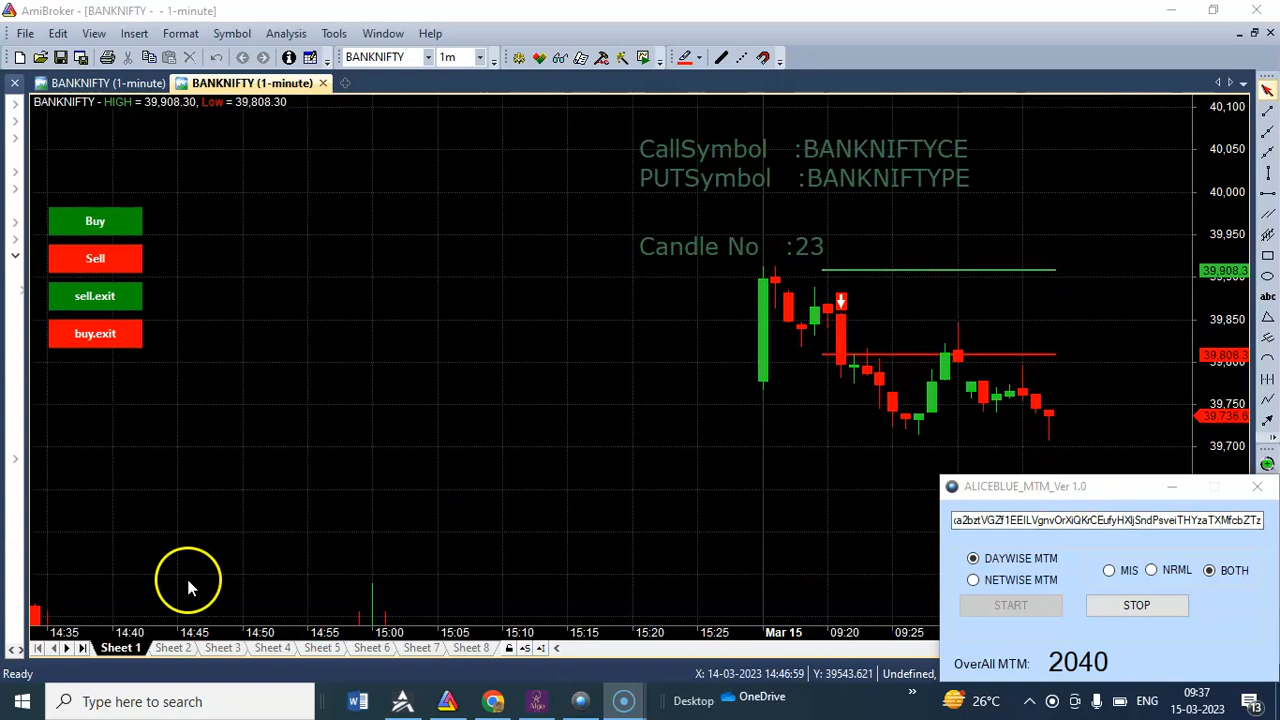 AmiBroker - [BANKNIFTY - - 1-minute]
File Edit View Insert Format Symbol Analysis Tools Window Help
BANKNIFTY 1m
BANKNIFTY (1-minute) BANKNIFTY (1-minute)
BANKNIFTY - HIGH = 39,908.30, Low = 39,808.30
40,100
CallSymbol :BANKNIFTYCE
40,050
PUTSymbol :BANKNIFTYPE
40,000
Buy
39,950
Candle No :23
Sell
39,908.3
sell.exit
39,850
buy.exit
39,808.3
39,750
39,736.6
39,700
abc
ALICEBLUE_MTM_Ver 1.0
DAYWISE MTM
NETWISE MTM
MIS NRML BOTH
START STOP
OverAll MTM: 2040
14:35 14:40 14:45 14:50 14:55 15:00 15:05 15:10 15:15 15:20 15:25 Mar 15 09:20 09:25
Sheet 1 Sheet 2 Sheet 3 Sheet 4 Sheet 5 Sheet 6 Sheet 7 Sheet 8
Ready X: 14-03-2023 14:46:59 Y: 39543.621 Undefined,
Type here to search
Algo
Desktop OneDrive
26°C
ENG
09:37
15-03-2023
13